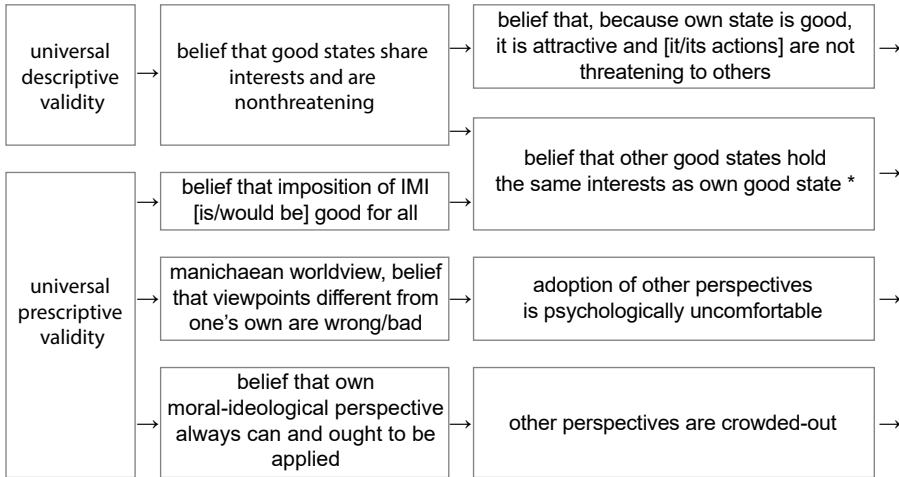 universal
descriptive
validity
→
belief that good states share
interests and are
nonthreatening
→
belief that, because own state is good,
it is attractive and [it/its actions] are not
threatening to others
→
→
belief that other good states hold
the same interests as own good state *
→
universal
prescriptive
validity
→
belief that imposition of IMI
[is/would be] good for all
→
manichaean worldview, belief
that viewpoints different from
one's own are wrong/bad
→
adoption of other perspectives
is psychologically uncomfortable
→
→
belief that own
moral-ideological perspective
always can and ought to be
applied
→
other perspectives are crowded-out
→